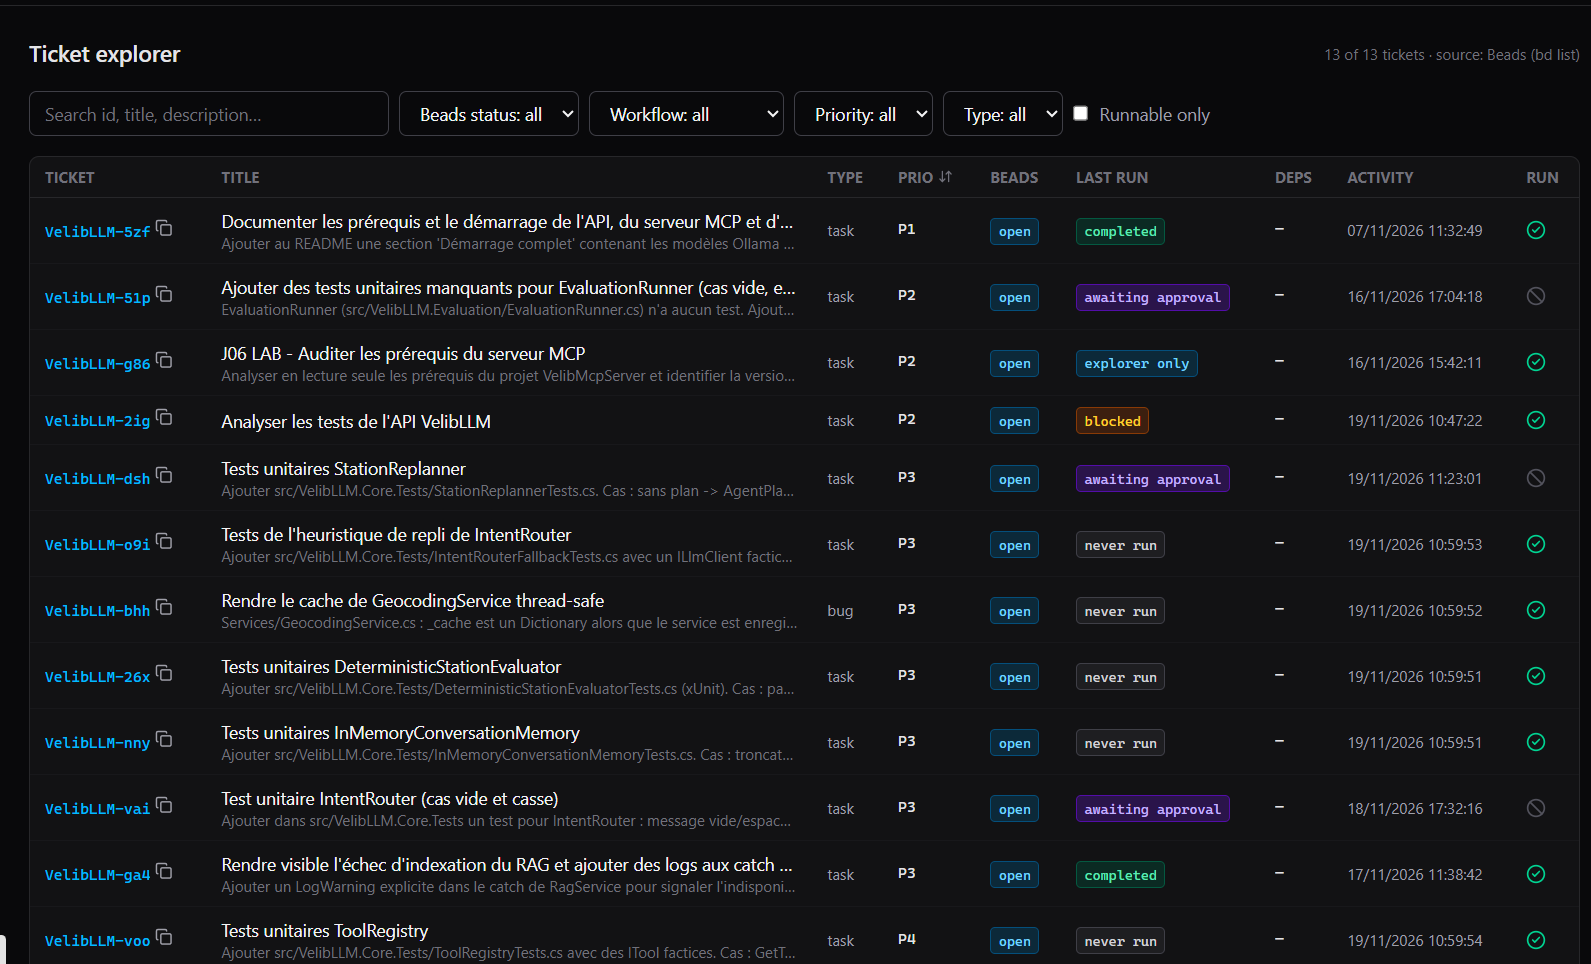 Ticket explorer
13 of 13 tickets · source: Beads (bd list)
Search id, title, description...
Beads status: all
Workflow: all
Priority: all
Type: all
Runnable only
TICKET TITLE TYPE PRIO BEADS LAST RUN DEPS ACTIVITY RUN
VelibLLM-5zf Documenter les prérequis et le démarrage de l'API, du serveur MCP et d'... task P1 open completed – 07/11/2026 11:32:49
Ajouter au README une section 'Démarrage complet' contenant les modèles Ollama ...
VelibLLM-51p Ajouter des tests unitaires manquants pour EvaluationRunner (cas vide, e... task P2 open awaiting approval – 16/11/2026 17:04:18
EvaluationRunner (src/VelibLLM.Evaluation/EvaluationRunner.cs) n'a aucun test. Ajout...
VelibLLM-g86 J06 LAB - Auditer les prérequis du serveur MCP task P2 open explorer only – 16/11/2026 15:42:11
Analyser en lecture seule les prérequis du projet VelibMcpServer et identifier la versio...
VelibLLM-2ig Analyser les tests de l'API VelibLLM task P2 open blocked – 19/11/2026 10:47:22
VelibLLM-dsh Tests unitaires StationReplanner task P3 open awaiting approval – 19/11/2026 11:23:01
Ajouter src/VelibLLM.Core.Tests/StationReplannerTests.cs. Cas : sans plan -> AgentPla...
VelibLLM-o9i Tests de l'heuristique de repli de IntentRouter task P3 open never run – 19/11/2026 10:59:53
Ajouter src/VelibLLM.Core.Tests/IntentRouterFallbackTests.cs avec un ILlmClient factic...
VelibLLM-bhh Rendre le cache de GeocodingService thread-safe bug P3 open never run – 19/11/2026 10:59:52
Services/GeocodingService.cs : _cache est un Dictionary alors que le service est enregi...
VelibLLM-26x Tests unitaires DeterministicStationEvaluator task P3 open never run – 19/11/2026 10:59:51
Ajouter src/VelibLLM.Core.Tests/DeterministicStationEvaluatorTests.cs (xUnit). Cas : pa...
VelibLLM-nny Tests unitaires InMemoryConversationMemory task P3 open never run – 19/11/2026 10:59:51
Ajouter src/VelibLLM.Core.Tests/InMemoryConversationMemoryTests.cs. Cas : troncat...
VelibLLM-vai Test unitaire IntentRouter (cas vide et casse) task P3 open awaiting approval – 18/11/2026 17:32:16
Ajouter dans src/VelibLLM.Core.Tests un test pour IntentRouter : message vide/espac...
VelibLLM-ga4 Rendre visible l'échec d'indexation du RAG et ajouter des logs aux catch ... task P3 open completed – 17/11/2026 11:38:42
Ajouter un LogWarning explicite dans le catch de RagService pour signaler l'indisponi...
VelibLLM-voo Tests unitaires ToolRegistry task P4 open never run – 19/11/2026 10:59:54
Ajouter src/VelibLLM.Core.Tests/ToolRegistryTests.cs avec des ITool factices. Cas : GetT...